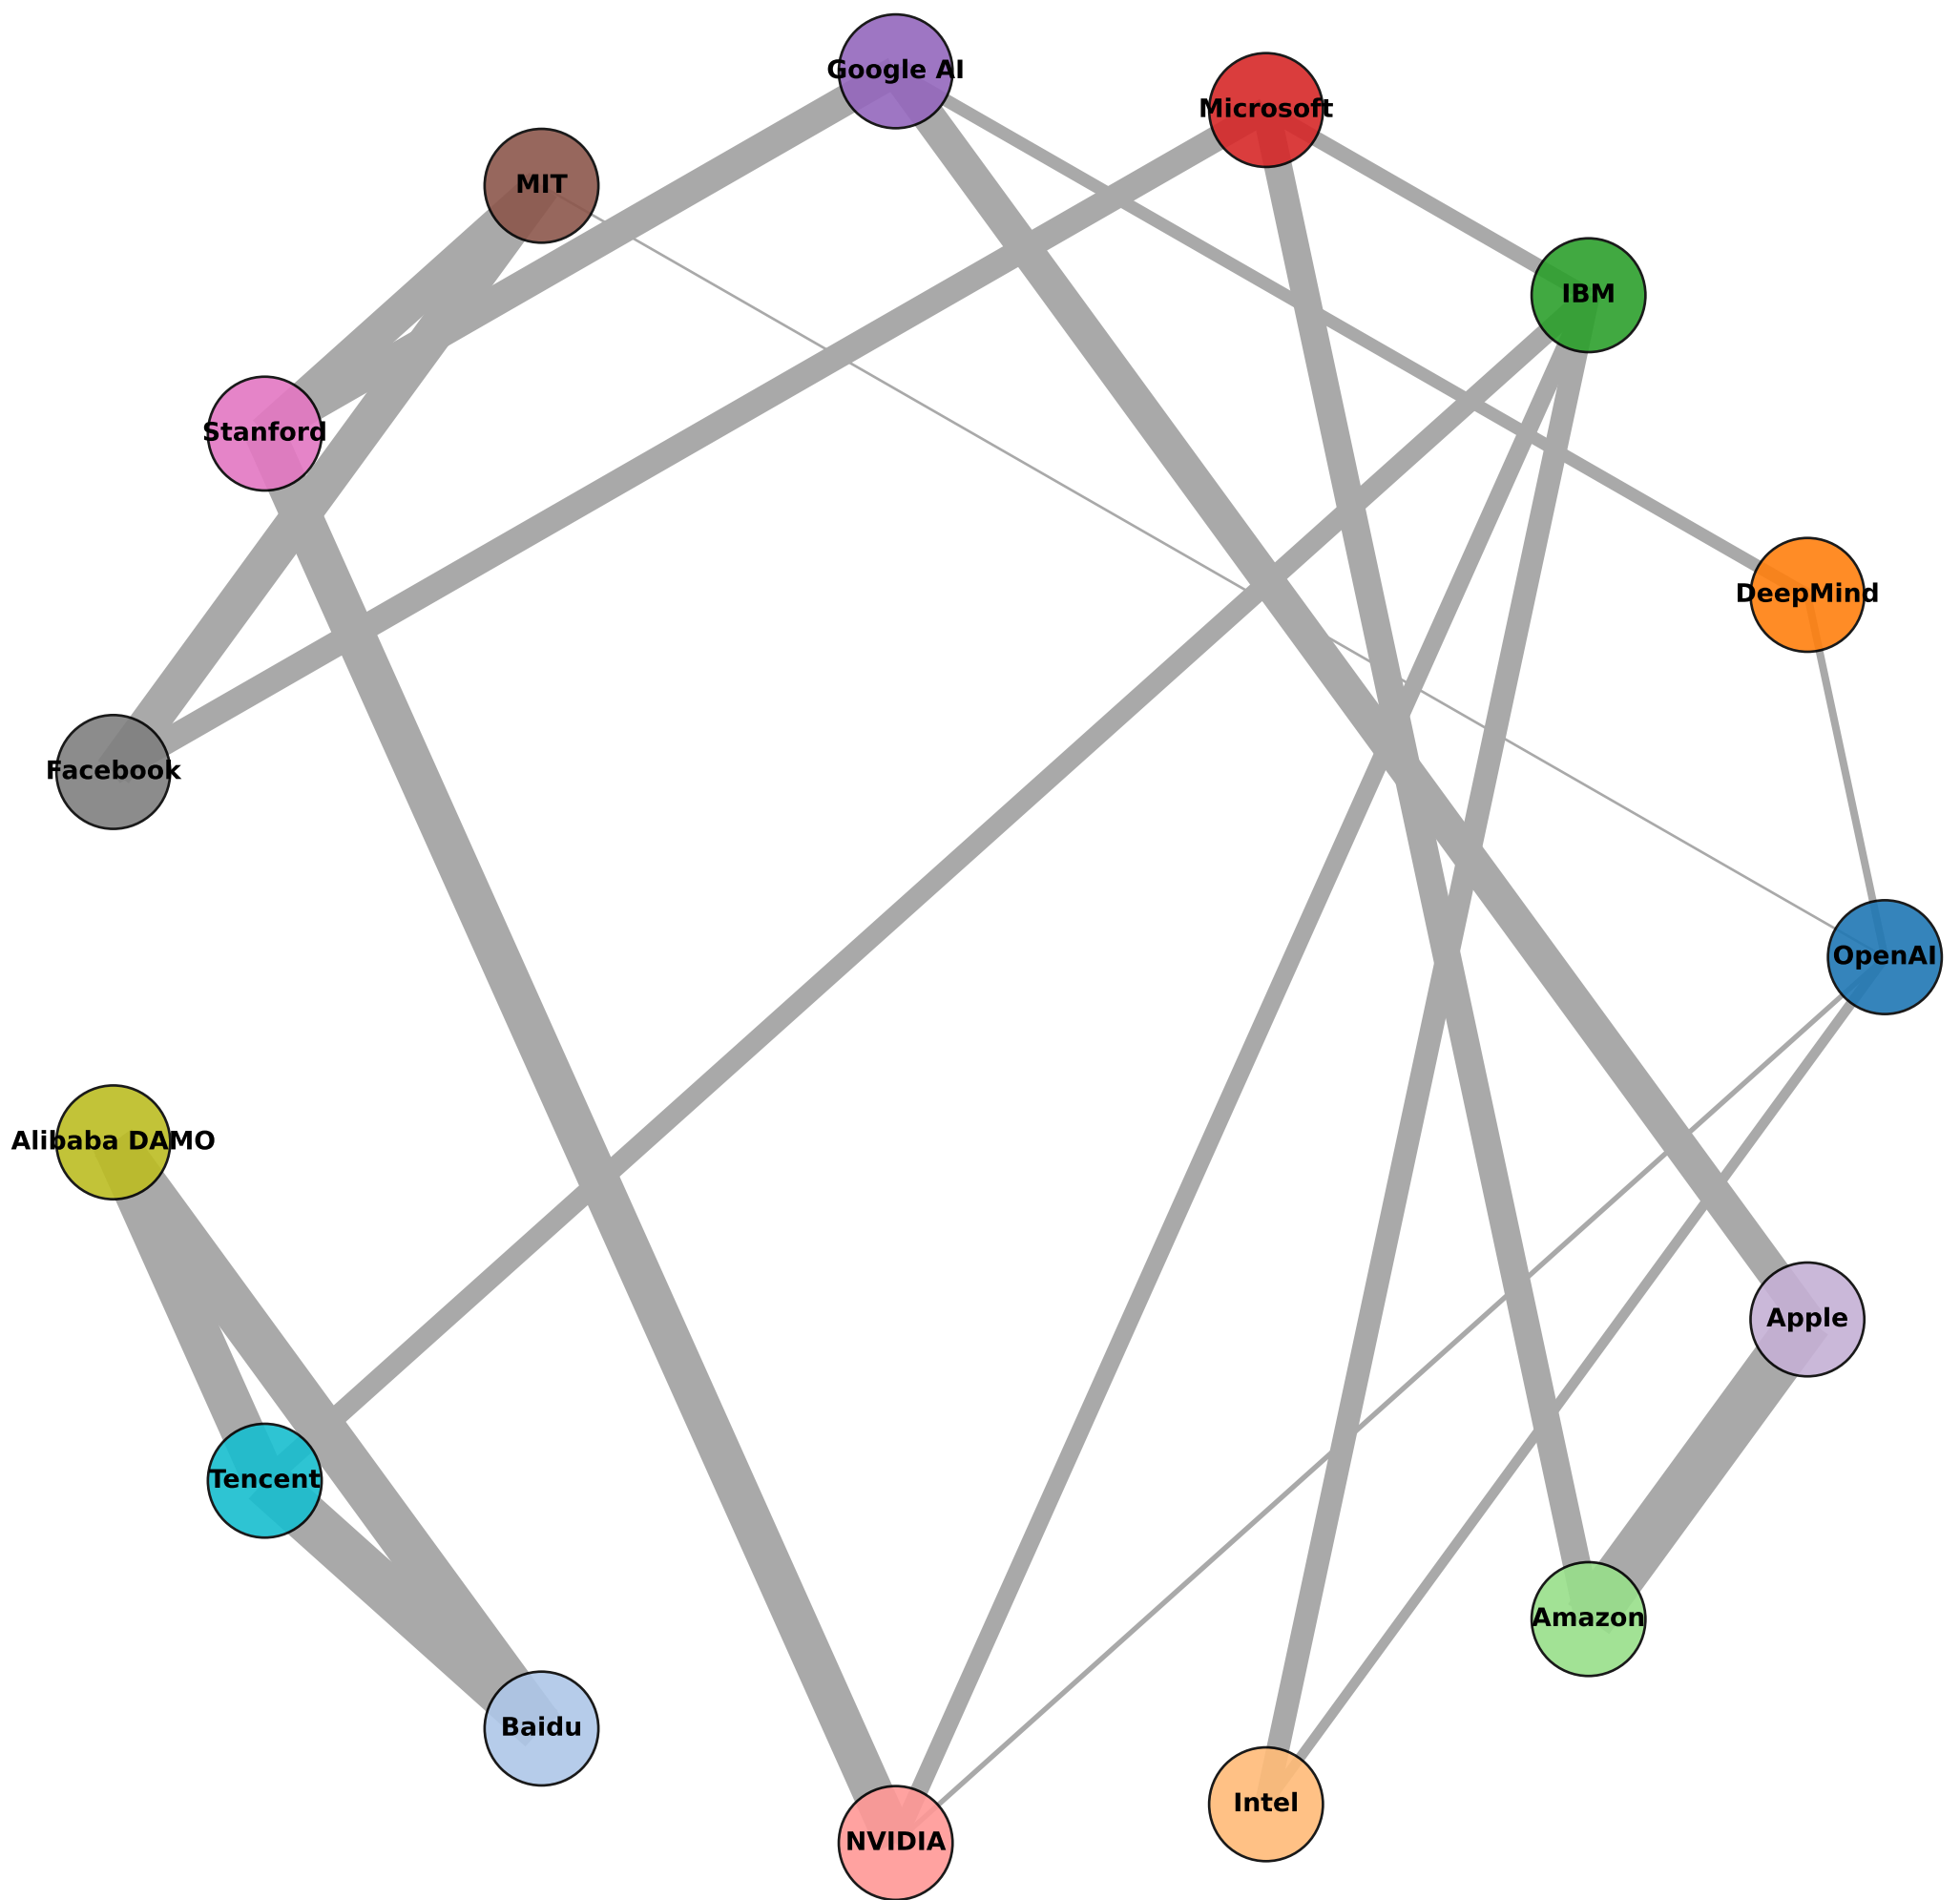 Google AI
Microsoft
MIT
IBM
Stanford
DeepMind
Facebook
OpenAI
Alibaba DAMO
Apple
Tencent
Amazon
Baidu
Intel
NVIDIA